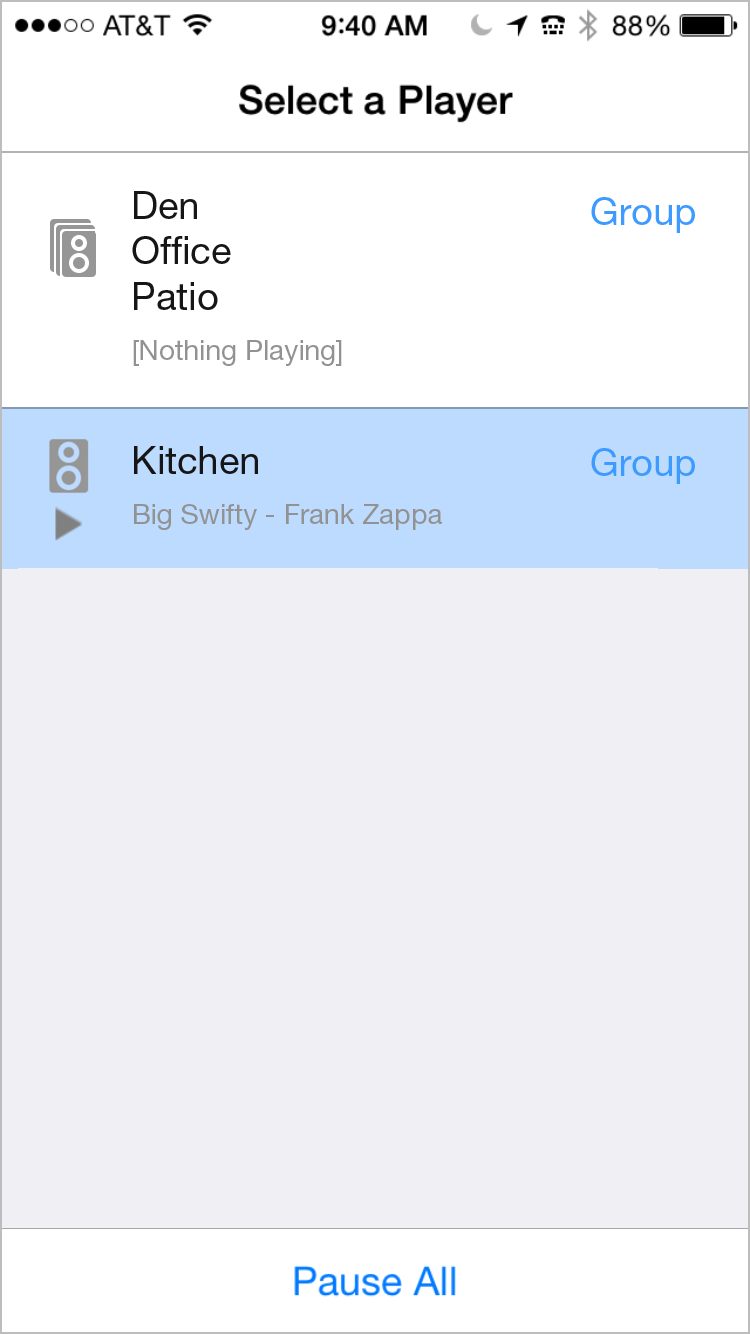 AT&T 9:40 AM 88%
Select a Player
Den Group
Office
Patio
[Nothing Playing]
Kitchen Group
Big Swifty - Frank Zappa
Pause All